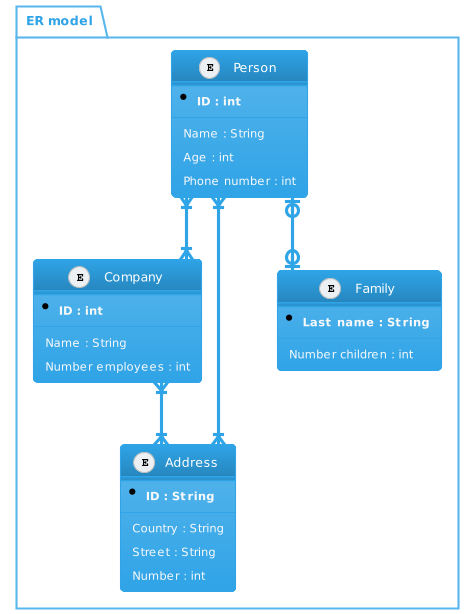 ER model
E Person
ID : int
Name : String
Age : int
Phone number : int
E Company
ID : int
Name : String
Number employees : int
E Family
Last name : String
Number children : int
E Address
ID : String
Country : String
Street : String
Number : int